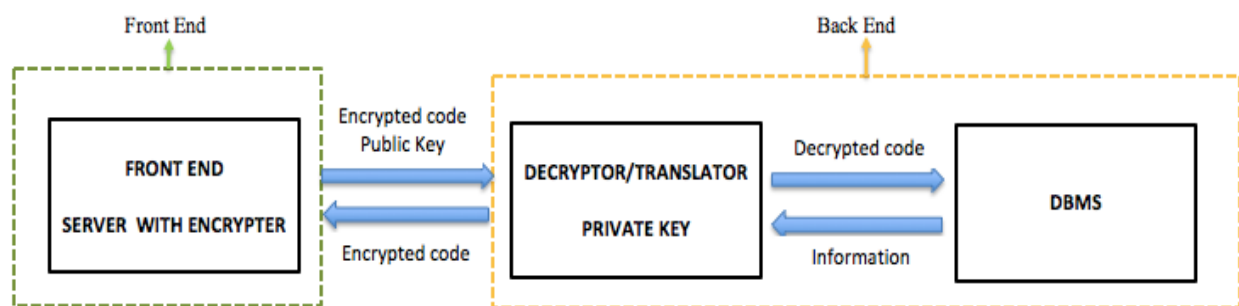 Front End
Back End
Encrypted code
Public Key
FRONT END
SERVER WITH ENCRYPTER
DECRYPTOR/TRANSLATOR
PRIVATE KEY
Decrypted code
DBMS
Encrypted code
Information